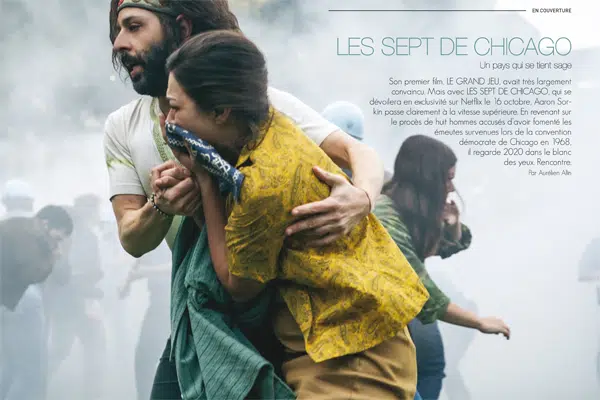 EN COUVERTURE
LES SEPT DE CHICAGO
Un pays qui se tient sage
Son premier film, LE GRAND JEU, avait très largement
convaincu. Mais avec LES SEPT DE CHICAGO, qui se
dévoilera en exclusivité sur Netflix le 16 octobre, Aaron Sor-
kin passe clairement à la vitesse supérieure. En revenant sur
le procès de huit hommes accusés d'avoir fomenté les
émeutes survenues lors de la convention
démocrate de Chicago en 1968,
il regarde 2020 dans le blanc
des yeux. Rencontre.
Par Aurélien Allin